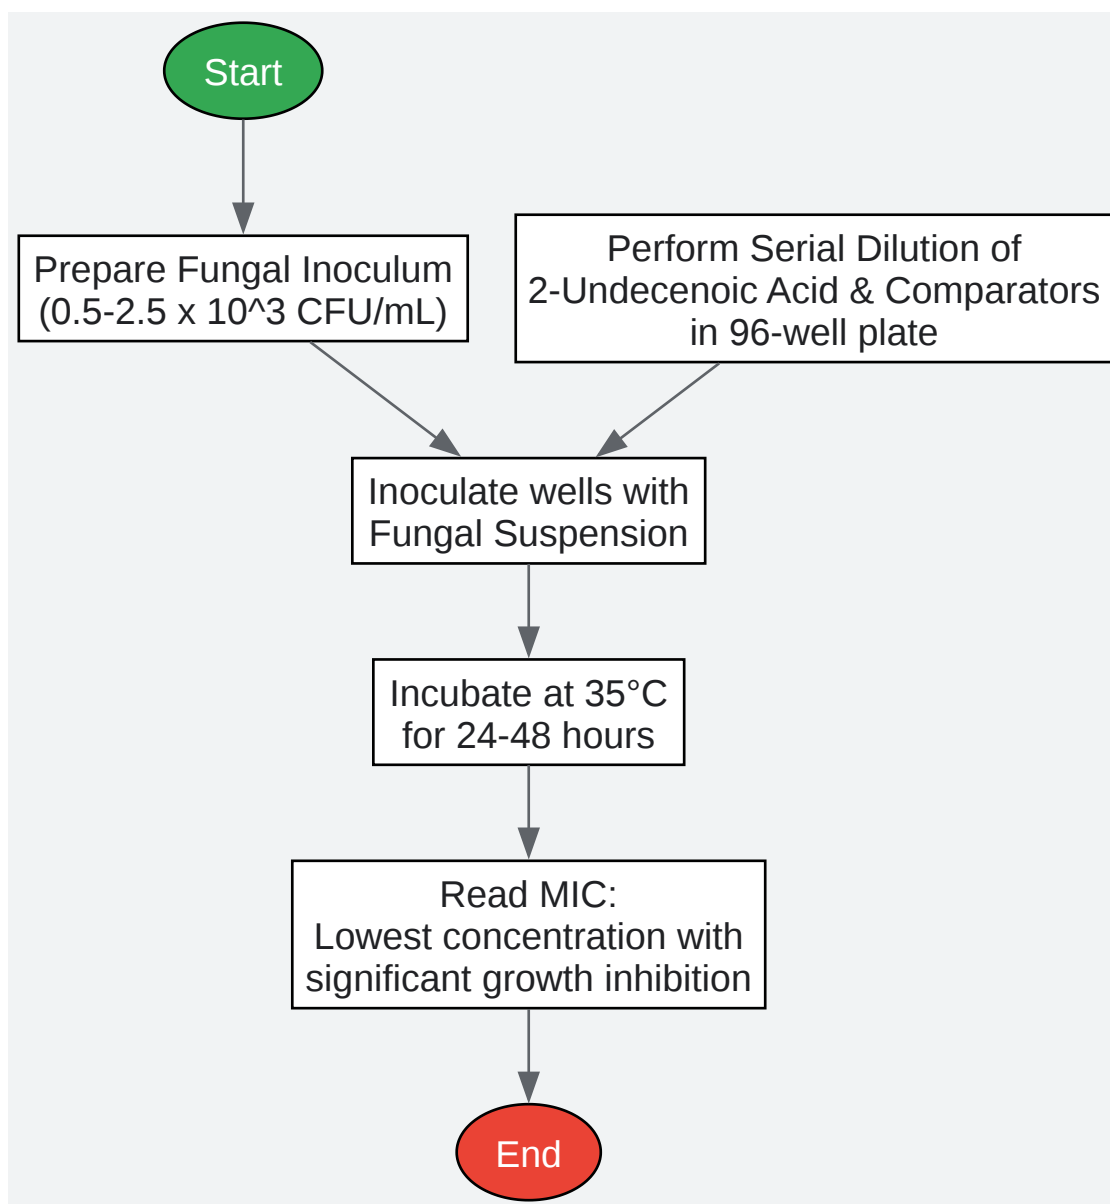 Start
Prepare Fungal Inoculum
(0.5-2.5 x 10^3 CFU/mL)
Perform Serial Dilution of
2-Undecenoic Acid & Comparators
in 96-well plate
Inoculate wells with
Fungal Suspension
Incubate at 35°C
for 24-48 hours
Read MIC:
Lowest concentration with
significant growth inhibition
End